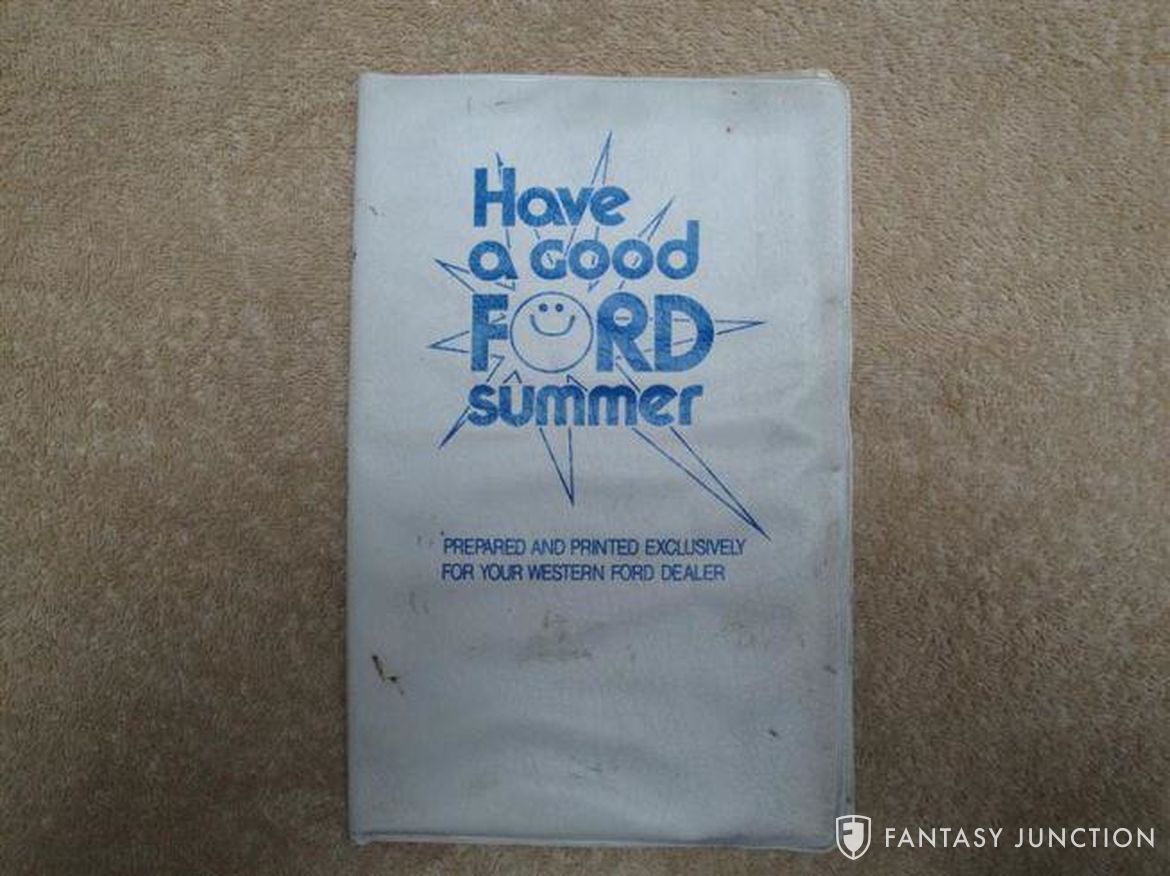 Have
a Good
FORD
summer
PREPARED AND PRINTED EXCLUSIVELY
FOR YOUR WESTERN FORD DEALER
FANTASY JUNCTION